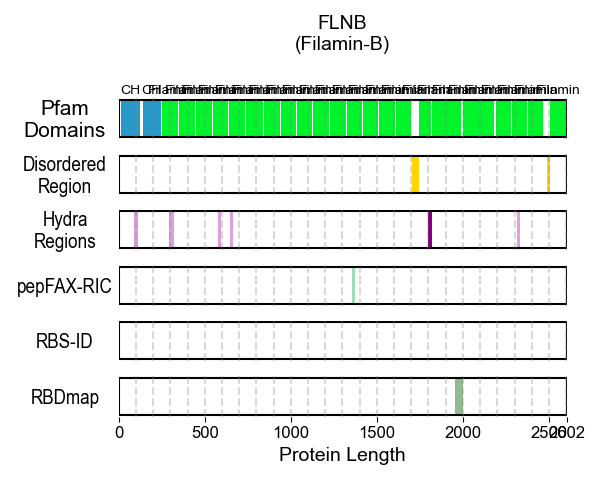 FLNB
(Filamin-B)
CH
Pfam
Domains
Disordered
Region
Hydra
Regions
pepFAX-RIC
RBS-ID
RBDmap
0 500 1000 1500 2000 2500 2602
Protein Length